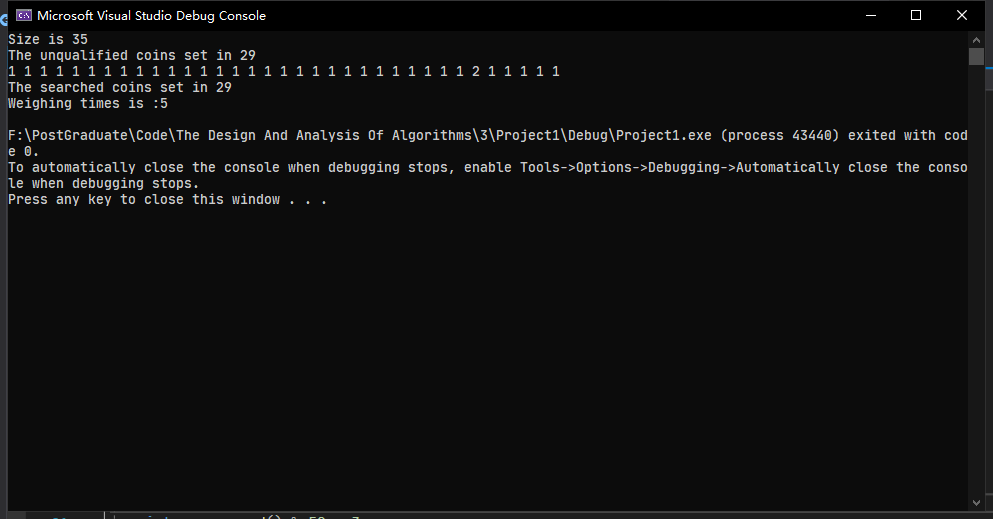 Microsoft Visual Studio Debug Console
Size is 35
The unqualified coins set in 29
1 1 1 1 1 1 1 1 1 1 1 1 1 1 1 1 1 1 1 1 1 1 1 1 1 1 1 1 1 2 1 1 1 1 1
The searched coins set in 29
Weighing times is :5
F:\PostGraduate\Code\The Design And Analysis Of Algorithms\3\Project1\Debug\Project1.exe (process 43440) exited with cod
e 0.
To automatically close the console when debugging stops, enable Tools->Options->Debugging->Automatically close the conso
le when debugging stops.
Press any key to close this window . . .